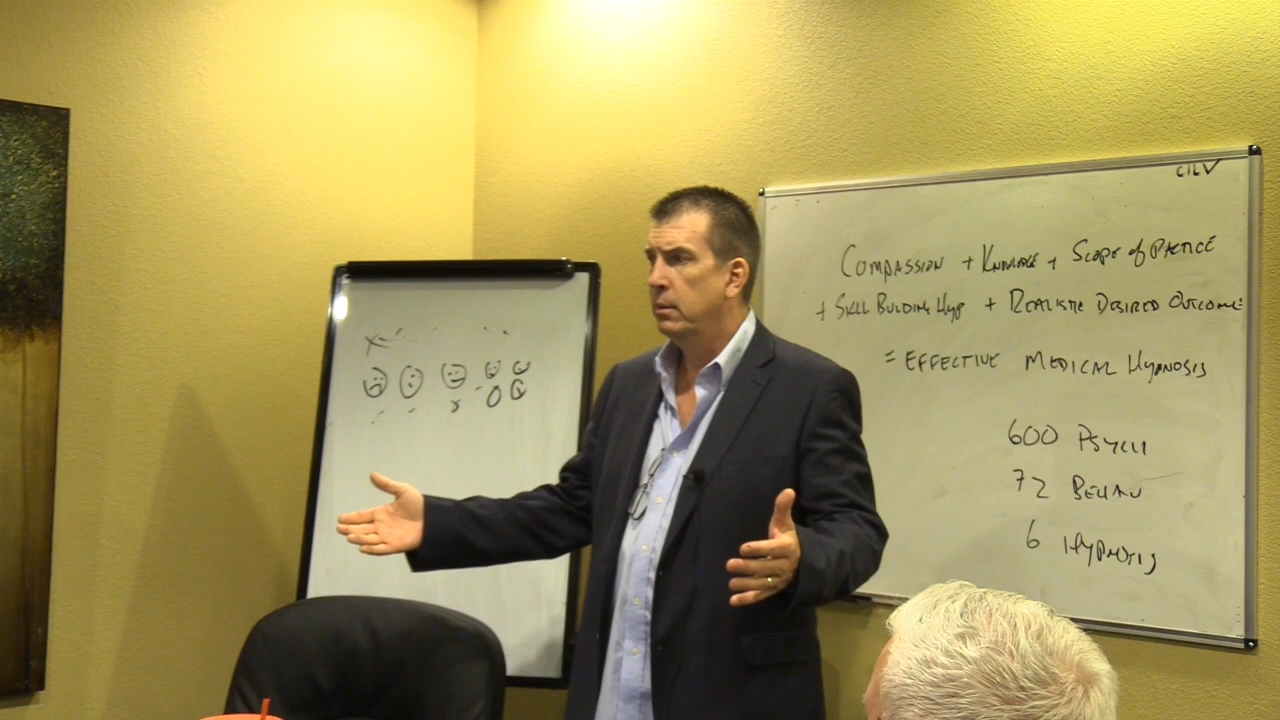 CILV
COMPASSION + KNOWLEDGE + SCOPE of PRACTICE
+ SKILL BUILDING HYP + REALISTIC DESIRED OUTCOME
= EFFECTIVE MEDICAL HYPNOSIS
600 PSYCH
72 BEHAV
6 HYPNOSIS